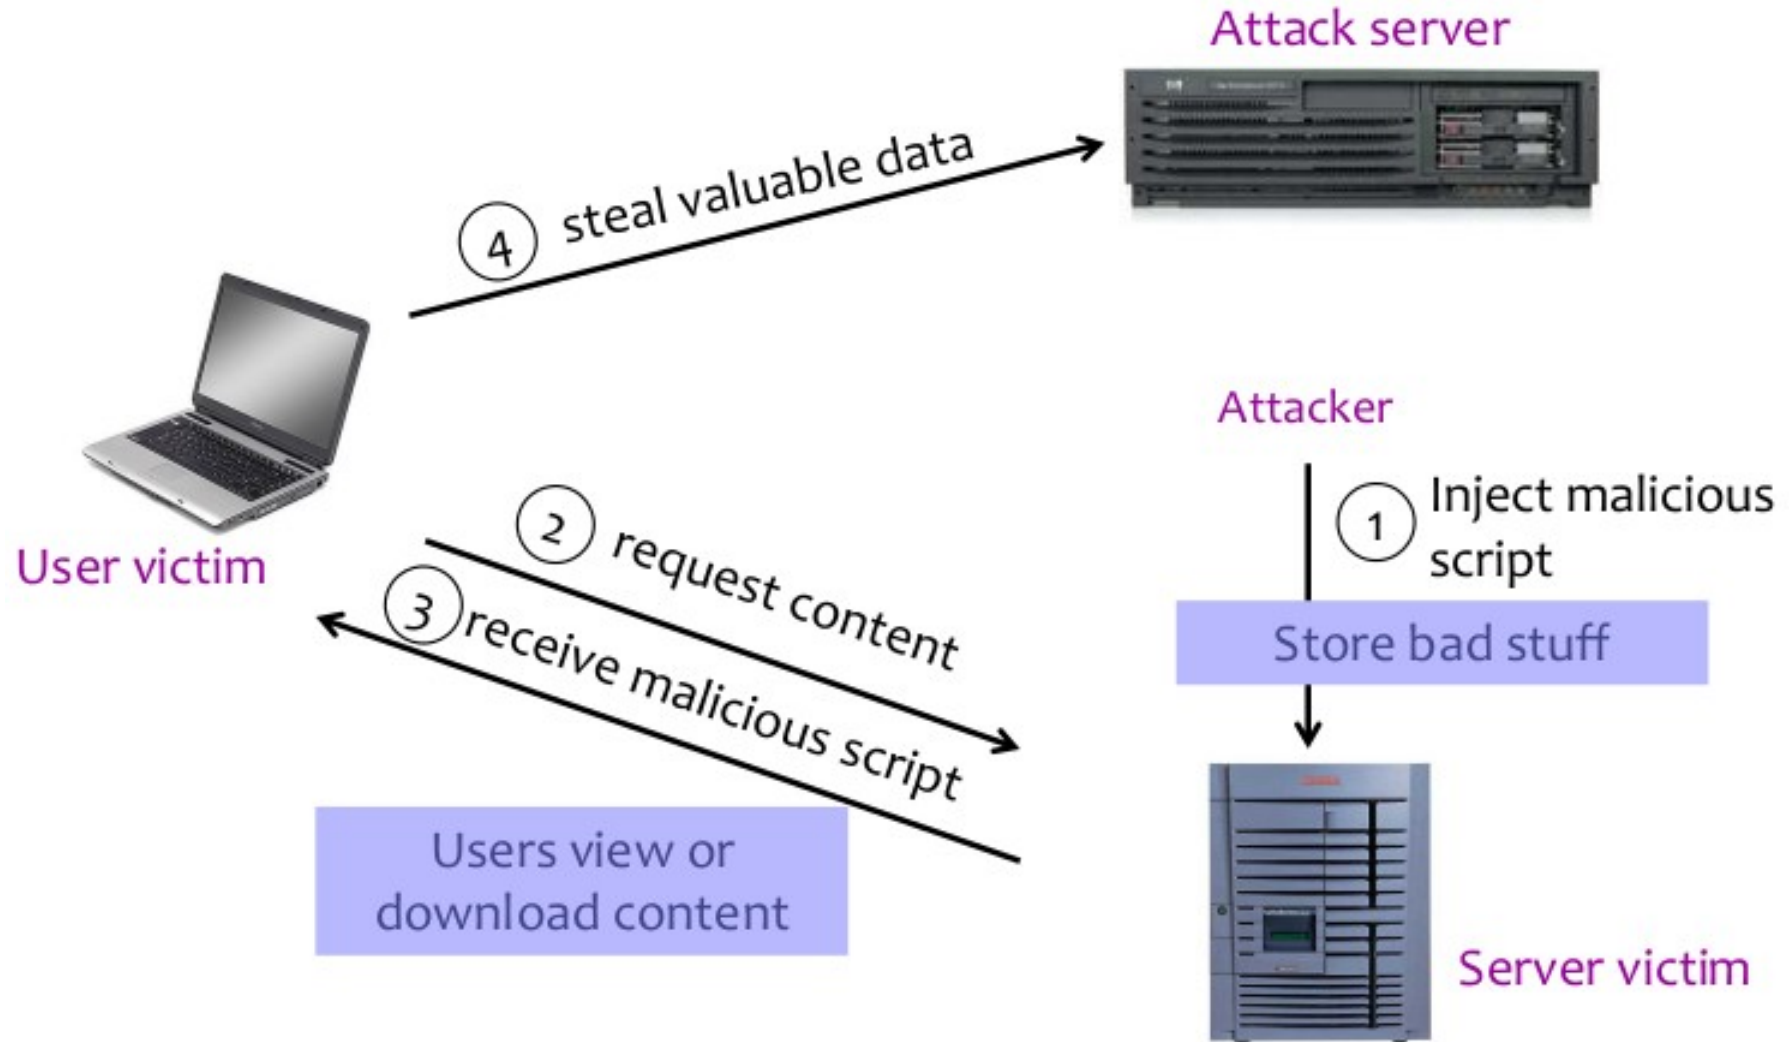 Attack server
4 steal valuable data
Attacker
1 Inject malicious
script
User victim
2 request content
3 receive malicious script
Store bad stuff
Users view or
download content
Server victim